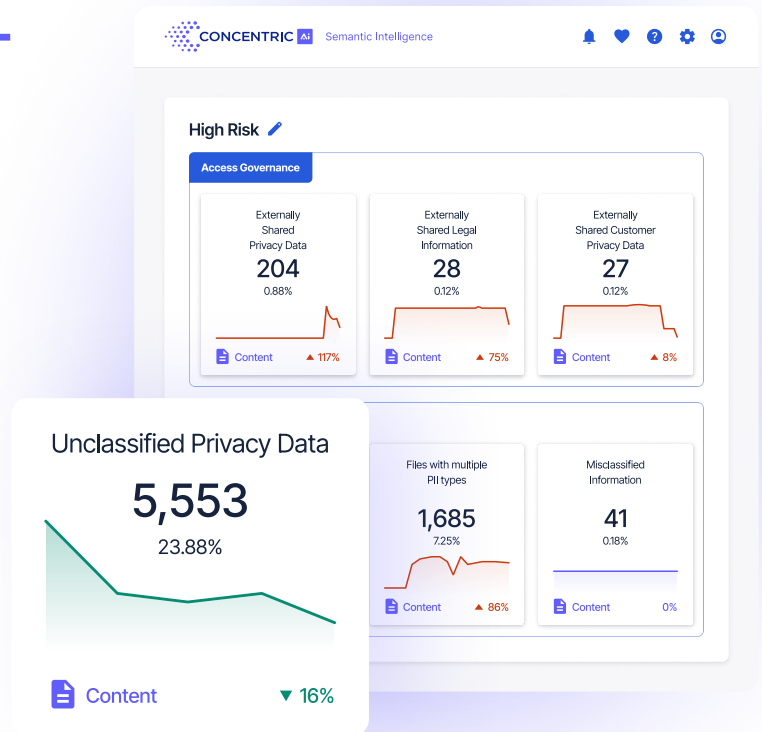 CONCENTRIC Ai Semantic Intelligence
High Risk
Access Governance
Externally
Shared
Privacy Data
204
0.88%
Content
117%
Externally
Shared Legal
Information
28
0.12%
Content
75%
Externally
Shared Customer
Privacy Data
27
0.12%
Content
8%
Unclassified Privacy Data
5,553
23.88%
Content
16%
Files with multiple
PII types
1,685
7.25%
Content
86%
Misclassified
Information
41
0.18%
Content
0%